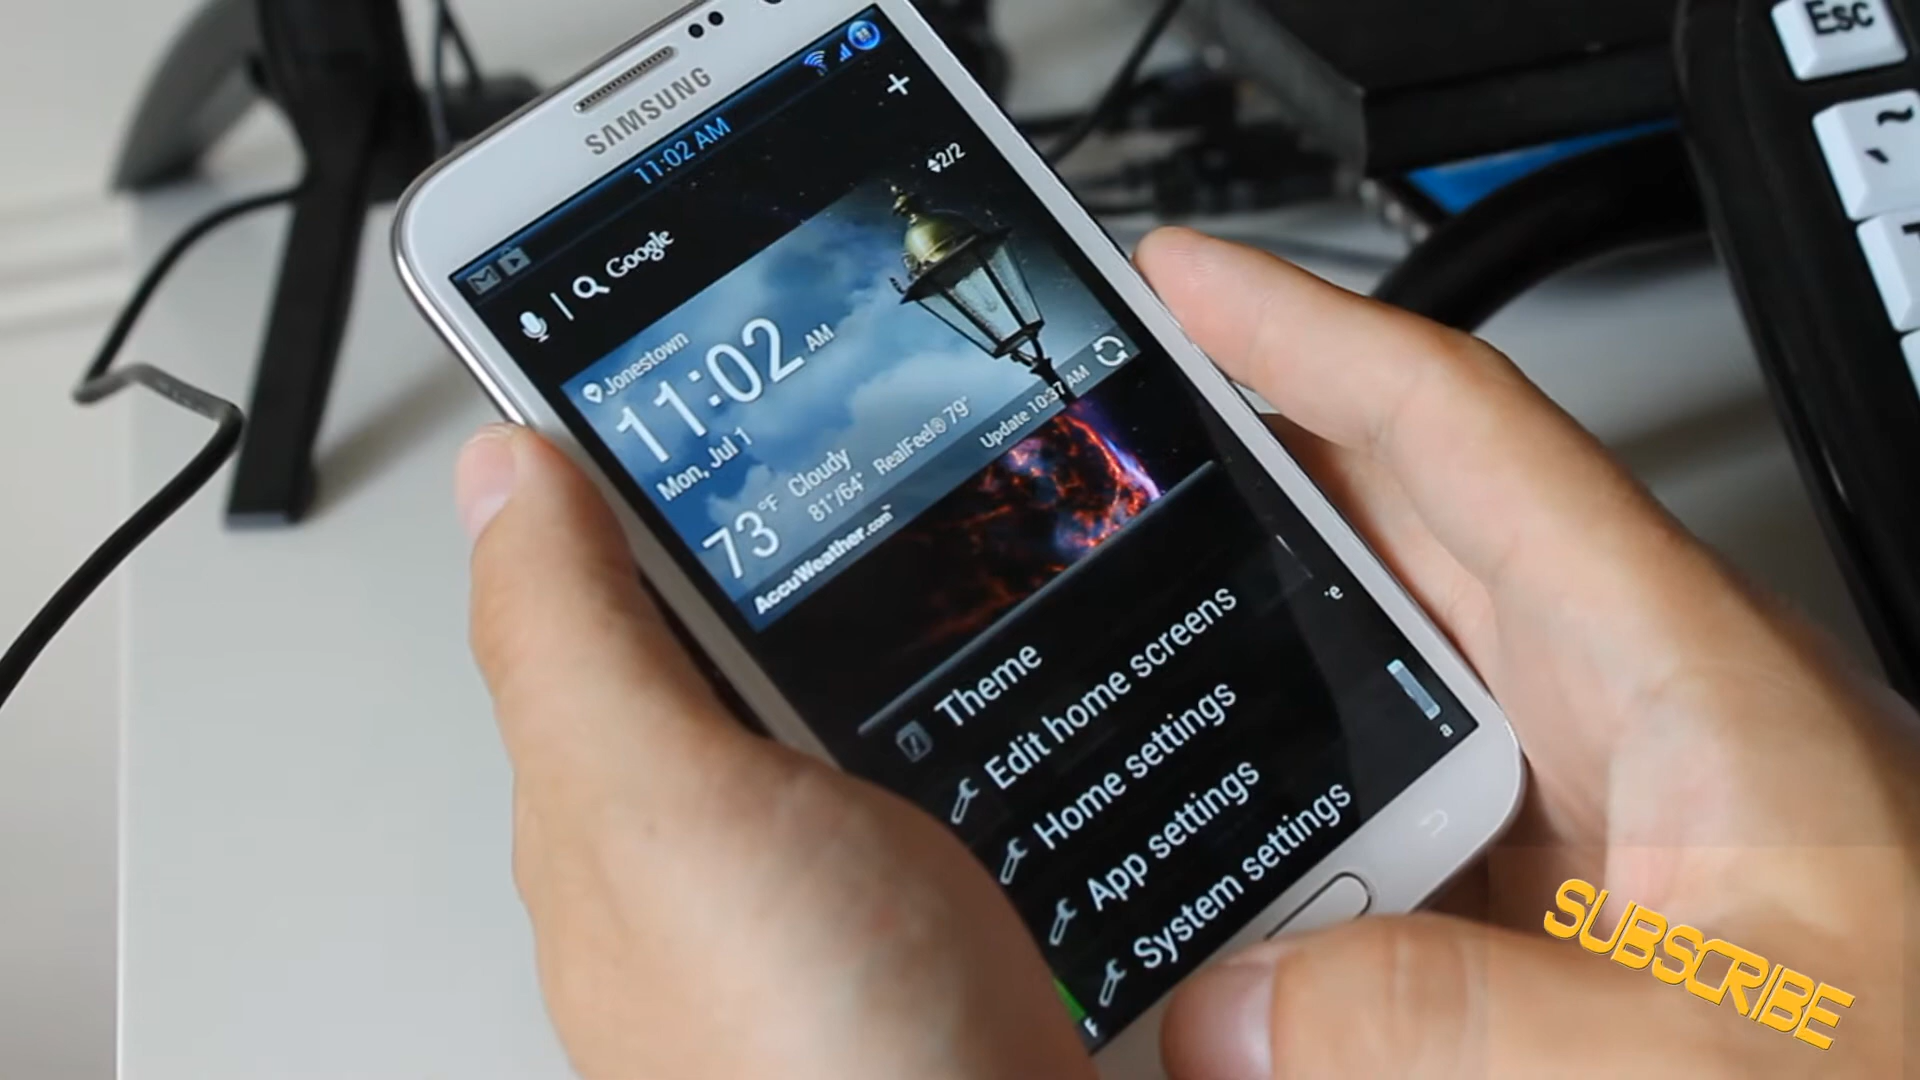 SAMSUNG
11:02 AM
Google
2/2
Jonestown
11:02 AM
Mon, Jul 1
73°F
Cloudy
81°/64° RealFeel® 79°
Update 10:37 AM
AccuWeather.com™
Theme
Edit home screens
Home settings
App settings
System settings
Esc
~
SUBSCRIBE